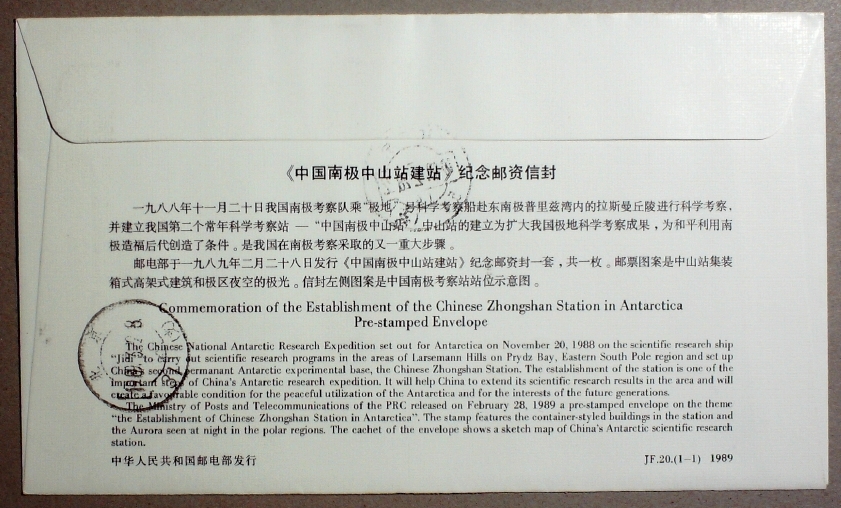 《中国南极中山站建站》纪念邮资信封
一九八八年十一月二十日我国南极考察队乘“极地”号科学考察船赴东南极普里兹湾内的拉斯曼丘陵进行科学考察，
并建立我国第二个常年科学考察站 — “中国南极中山站”。中山站的建立为扩大我国极地科学考察成果，为和平利用南
极造福后代创造了条件。是我国在南极考察采取的又一重大步骤。
邮电部于一九八九年二月二十八日发行《中国南极中山站建站》纪念邮资封一套，共一枚。邮票图案是中山站集装
箱式高架式建筑和极区夜空的极光。信封左侧图案是中国南极考察站站位示意图。
Commemoration of the Establishment of the Chinese Zhongshan Station in Antarctica
Pre-stamped Envelope
The Chinese National Antarctic Research Expedition set out for Antarctica on November 20, 1988 on the scientific research ship
“Jidi” to carry out scientific research programs in the areas of Larsemann Hills on Prydz Bay, Eastern South Pole region and set up
China's second permanant Antarctic experimental base, the Chinese Zhongshan Station. The establishment of the station is one of the
important steps of China's Antarctic research expedition. It will help China to extend its scientific research results in the area and will
create a favourable condition for the peaceful utilization of the Antarctica and for the interests of the future generations.
The Ministry of Posts and Telecommunications of the PRC released on February 28, 1989 a pre-stamped envelope on the theme
“the Establishment of Chinese Zhongshan Station in Antarctica”. The stamp features the container-styled buildings in the station and
the Aurora seen at night in the polar regions. The cachet of the envelope shows a sketch map of China's Antarctic scientific research
station.
中华人民共和国邮电部发行 JF.20.(1-1) 1989